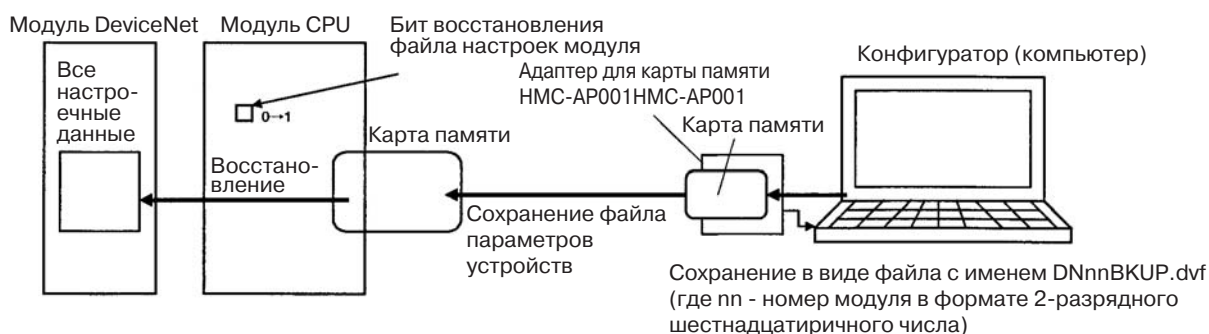 Модуль DeviceNet
Модуль CPU
Бит восстановления
файла настроек модуля
Адаптер для карты памяти
HMC-AP001HMC-AP001
Конфигуратор (компьютер)
Все
настро-
ечные
данные
0→1
Карта памяти
Карта памяти
Восстано-
вление
Сохранение файла
параметров
устройств
Сохранение в виде файла с именем DNnnBKUP.dvf
(где nn - номер модуля в формате 2-разрядного
шестнадцатиричного числа)